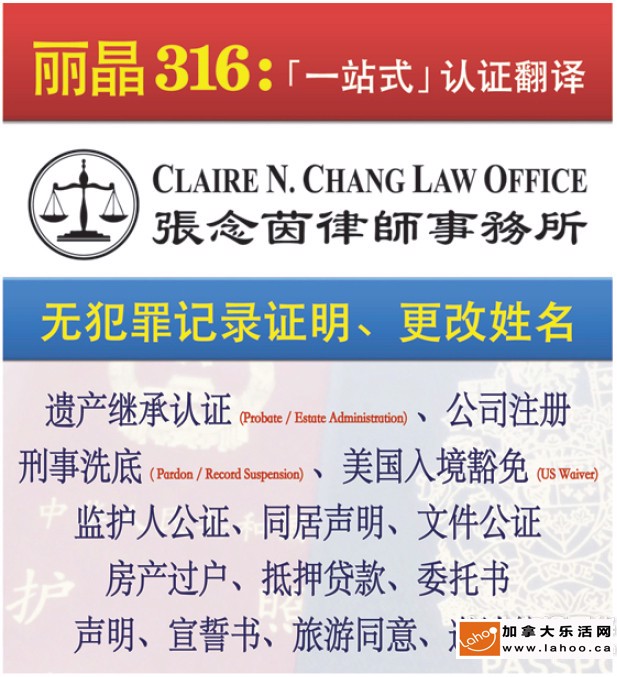 丽晶 316:「一站式」认证翻译
CLAIRE N. CHANG LAW OFFICE
張念茵律師事務所
无犯罪记录证明、更改姓名
遗产继承认证 (Probate / Estate Administration) 、公司注册
刑事洗底 ( Pardon / Record Suspension) 、美国入境豁免 (US Waiver)
监护人公证、同居声明、文件公证
房产过户、抵押贷款、委托书
声明、宣誓书、旅游同意、
护 照
Lahoo 加拿大乐活网
www.lahoo.ca
PASSPO